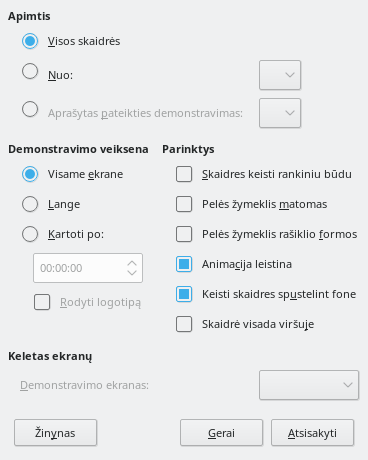 Apimtis
Visos skaidrės
Nuo:
Aprašytas pateikties demonstravimas:
Demonstravimo veiksena
Parinktys
Visame ekrane
Skaidres keisti rankiniu būdu
Lange
Pelės žymeklis matomas
Kartoti po:
Pelės žymeklis rašiklio formos
00:00:00
Animacija leistina
Rodyti logotipą
Keisti skaidres spustelint fone
Skaidrė visada viršuje
Keletas ekranų
Demonstravimo ekranas:
Žinynas
Gerai
Atsisakyti